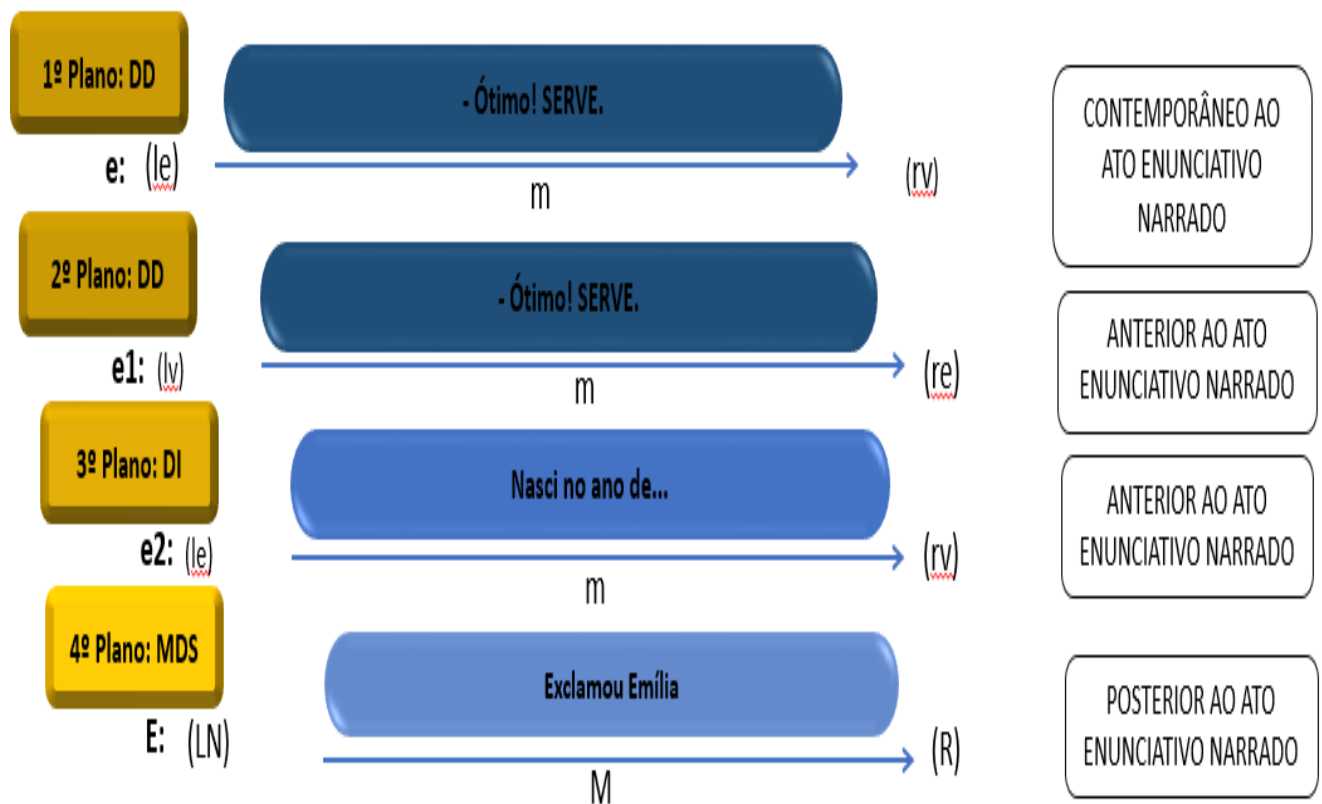 1º Plano: DD
- Ótimo! SERVE.
CONTEMPORÂNEO AO
ATO ENUNCIATIVO
NARRADO
e: (le)
m
(rv)
2º Plano: DD
- Ótimo! SERVE.
ANTERIOR AO ATO
ENUNCIATIVO NARRADO
e1: (lv)
m
(re)
3º Plano: DI
Nasci no ano de...
ANTERIOR AO ATO
ENUNCIATIVO NARRADO
e2: (le)
m
(rv)
4º Plano: MDS
Exclamou Emília
POSTERIOR AO ATO
ENUNCIATIVO NARRADO
E: (LN)
M
(R)